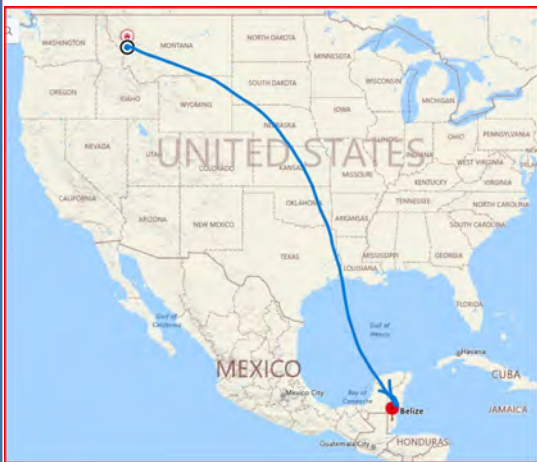 WASHINGTON
MONTANA
NORTH DAKOTA
MINNESOTA
OREGON
IDAHO
SOUTH DAKOTA
WISCONSIN
MICHIGAN
WYOMING
IOWA
NEBRASKA
NEVADA
UTAH
UNITED STATES
COLORADO
KANSAS
ILLINOIS
INDIANA
OHIO
PENNSYLVANIA
MISSOURI
WEST VIRGINIA
KENTUCKY
VIRGINIA
CALIFORNIA
ARIZONA
NEW MEXICO
OKLAHOMA
ARKANSAS
TENNESSEE
NORTH CAROLINA
SOUTH CAROLINA
TEXAS
LOUISIANA
MISSISSIPPI
GEORGIA
FLORIDA
Gulf of
California
Gulf of
Mexico
MEXICO
Havana
CUBA
Mexico City
Bay of
Campeche
Belize
JAMAICA
Guatemala City
HONDURAS